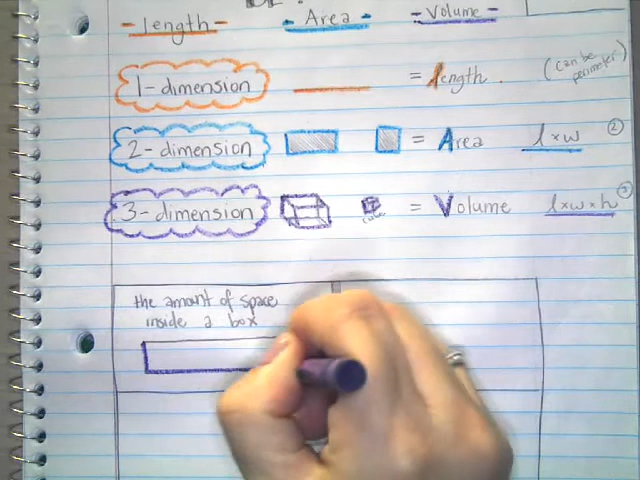 - length - - Area - - Volume -
1-dimension = length. (can be perimeter)
2-dimension = Area l x w ②
3-dimension cube = Volume l x w x h ③
the amount of space
inside a box